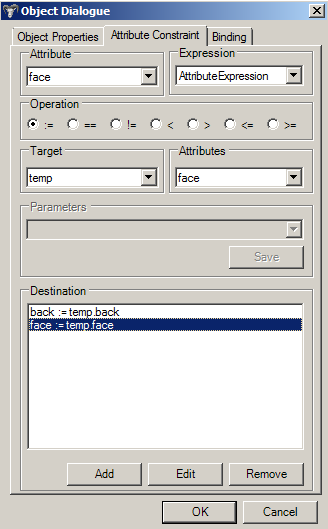 Object Dialogue
Object Properties Attribute Constraint Binding
Attribute Expression
face AttributeExpression
Operation
:= == != < > <= >=
Target Attributes
temp face
Parameters
Save
Destination
back := temp.back
face := temp.face
Add Edit Remove
OK Cancel